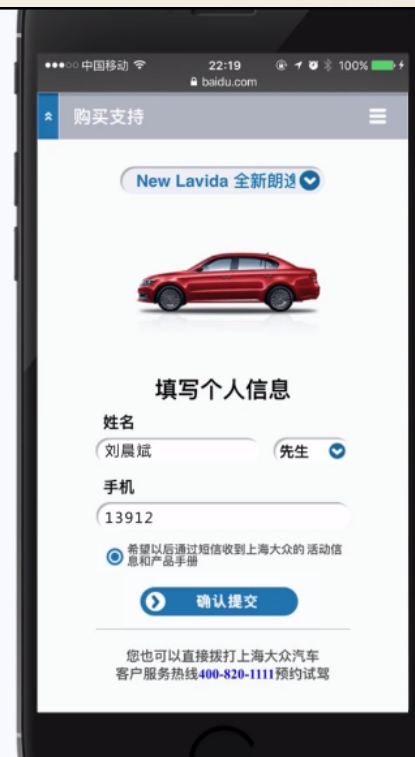 中国移动 22:19 100%
baidu.com
购买支持
New Lavida 全新朗逸
填写个人信息
姓名
刘晨斌 先生
手机
13912
希望以后通过短信收到上海大众的 活动信
息和产品手册
确认提交
您也可以直接拨打上海大众汽车
客户服务热线400-820-1111预约试驾